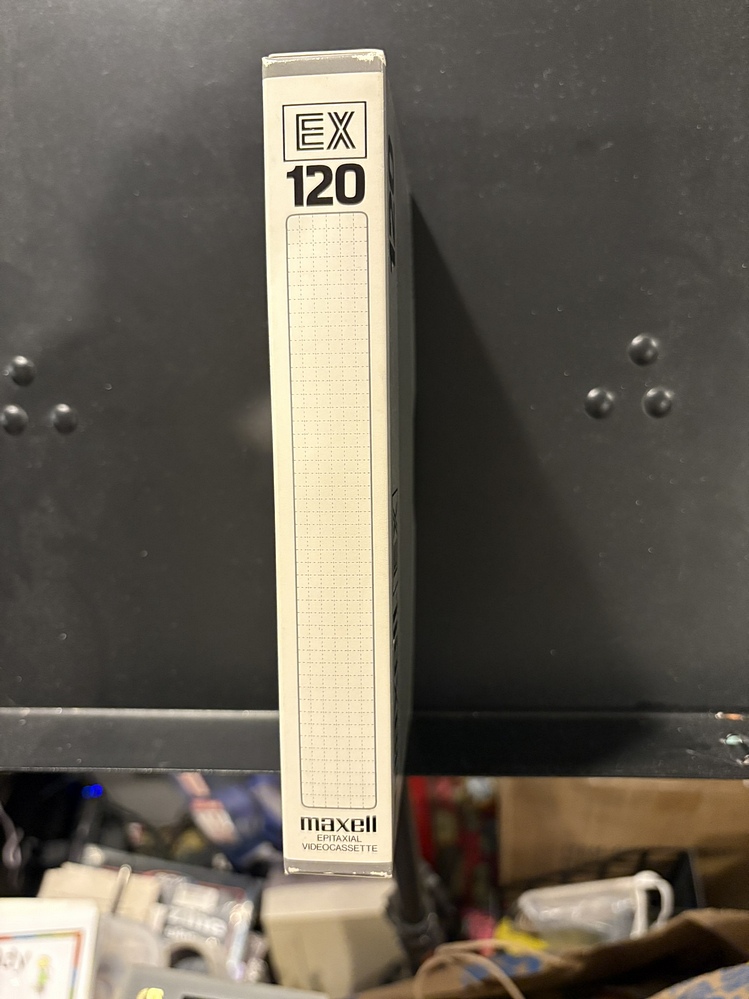 EX
120
maxell
EPITAXIAL
VIDEOCASSETTE